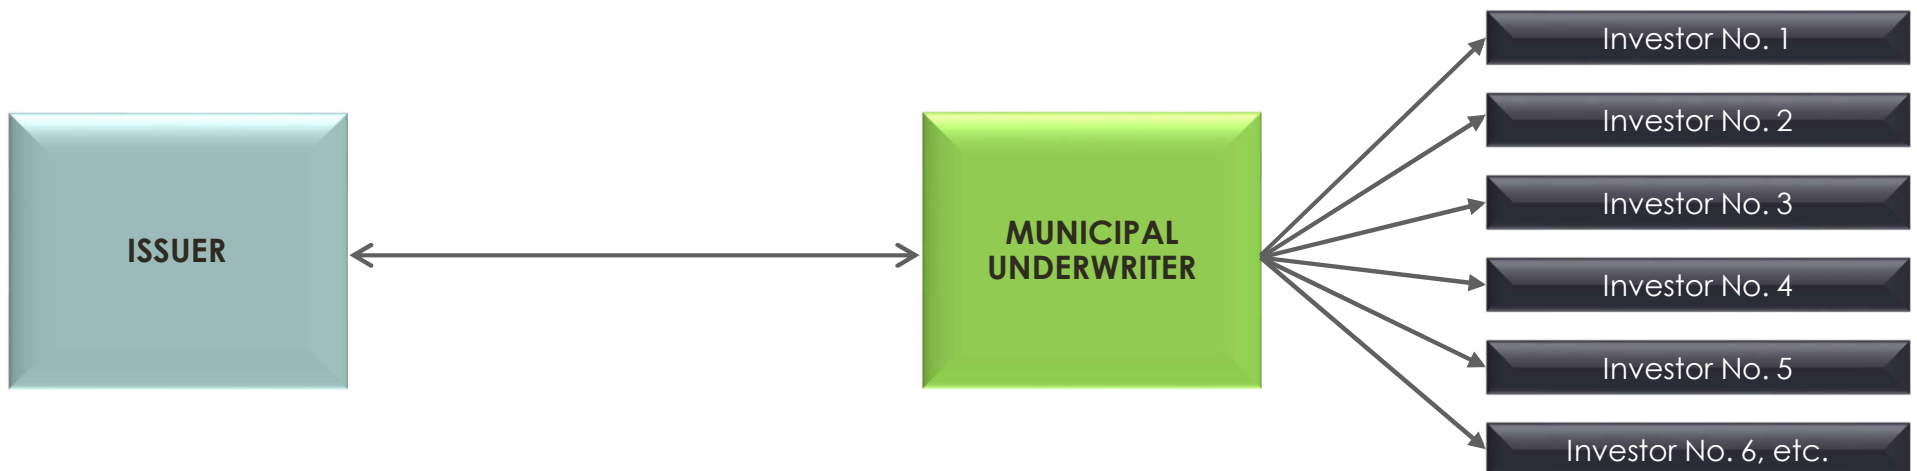 ISSUER
MUNICIPAL
UNDERWRITER
Investor No. 1
Investor No. 2
Investor No. 3
Investor No. 4
Investor No. 5
Investor No. 6, etc.